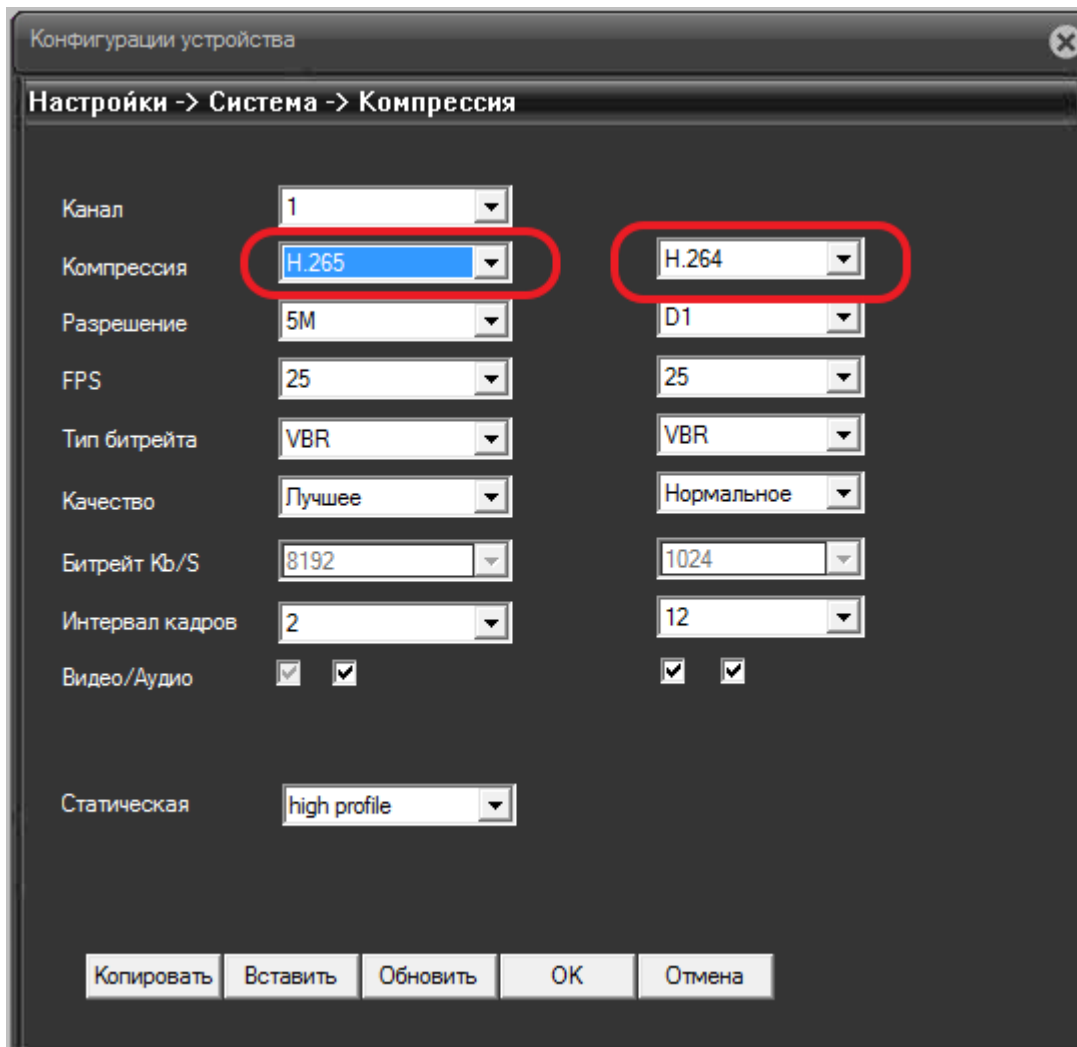 Конфигурации устройства
Настройки -> Система -> Компрессия
Канал 1
Компрессия H.265 H.264
Разрешение 5M D1
FPS 25 25
Тип битрейта VBR VBR
Качество Лучшее Нормальное
Битрейт Kb/S 8192 1024
Интервал кадров 2 12
Видео/Аудио
Статическая high profile
Копировать Вставить Обновить OK Отмена